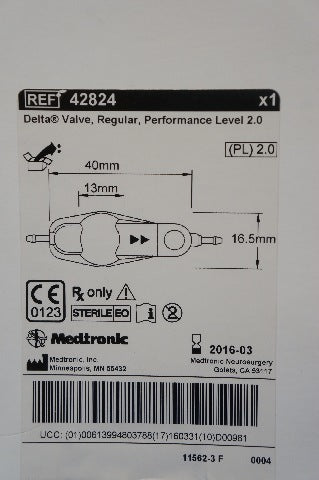 REF 42824 x1
Delta® Valve, Regular, Performance Level 2.0
(PL) 2.0
40mm
13mm
16.5mm
CE
0123
Rx only
STERILE EO
Medtronic
2016-03
Medtronic, Inc.
Minneapolis, MN 55432
Medtronic Neurosurgery
Goleta, CA 93117
UCC: (01)00613994803788(17)160331(10)D00961
11562-3 F 0004